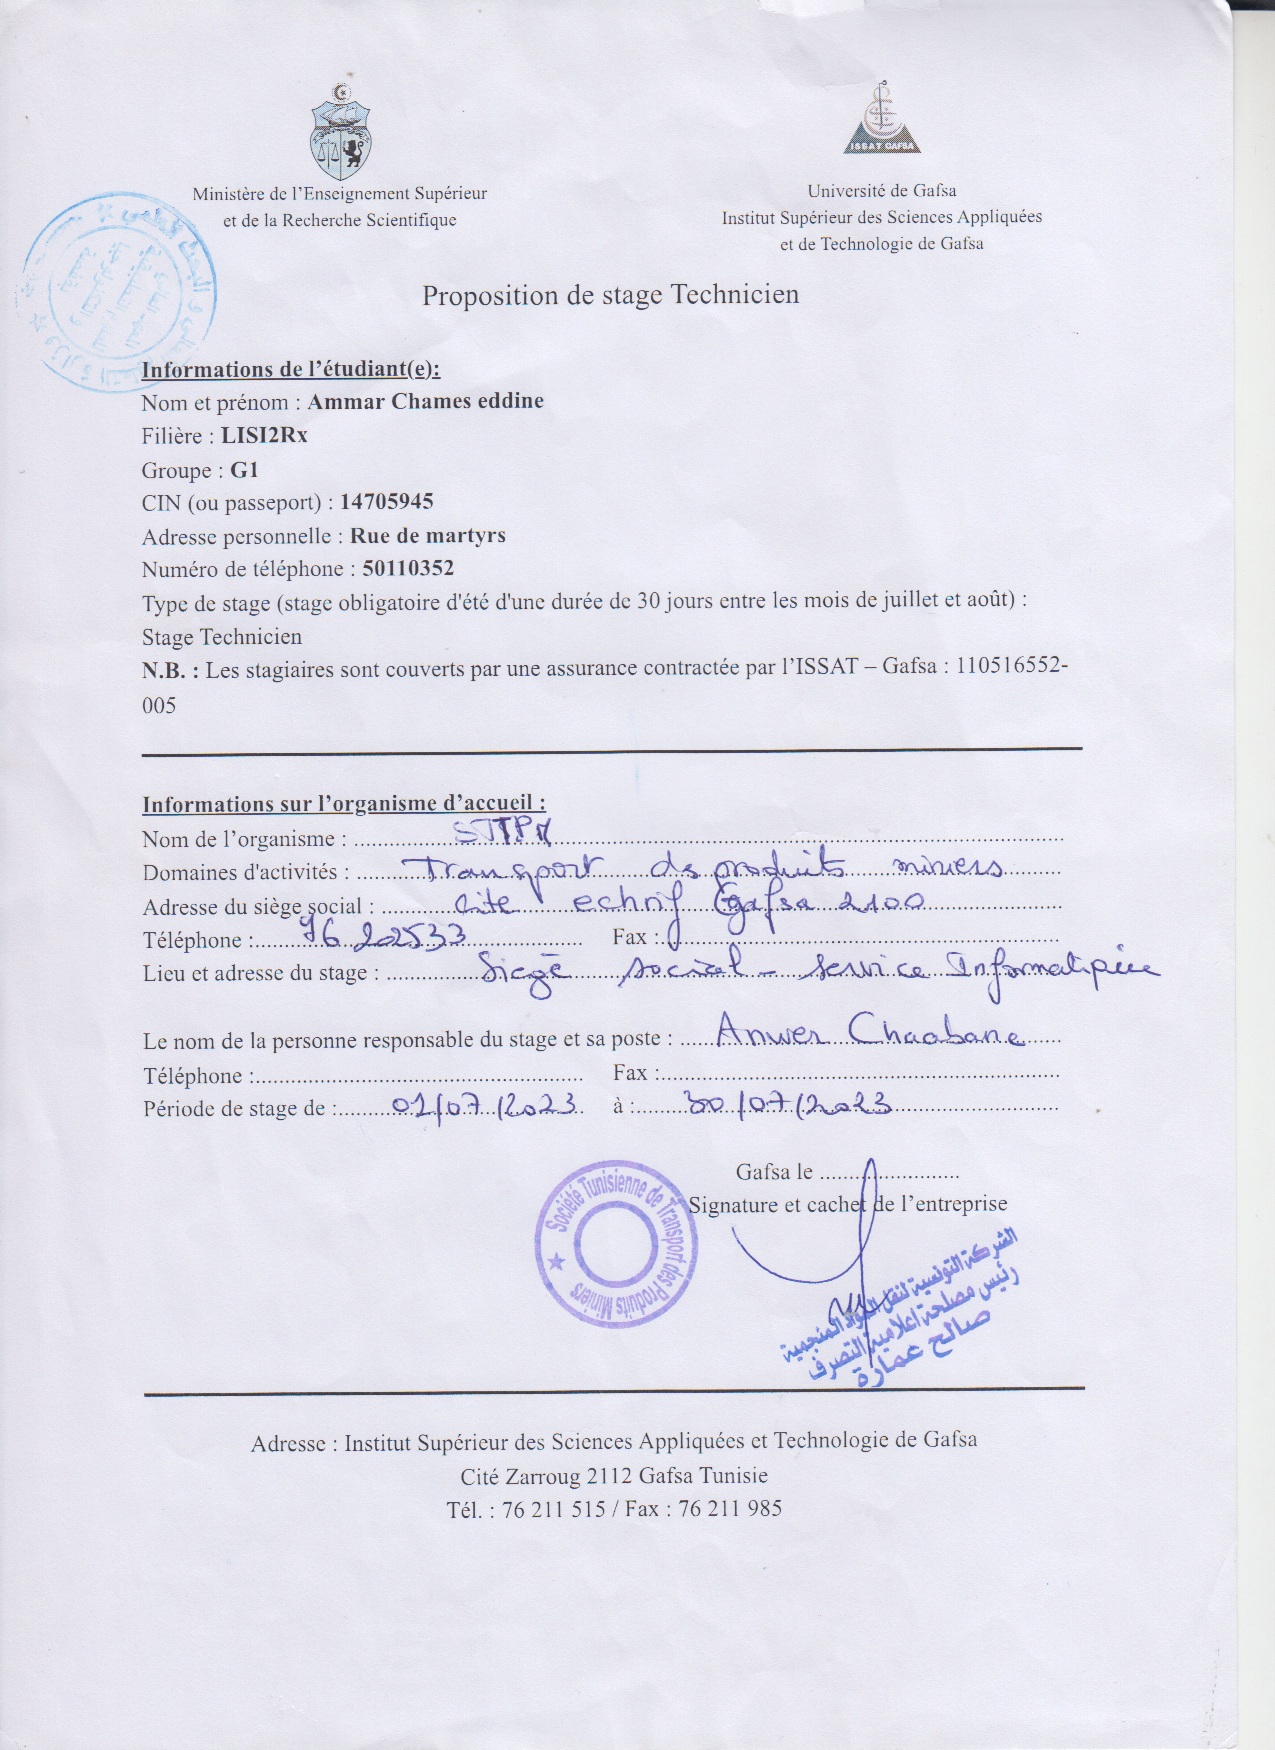 ISSAT GAFSA
Ministère de l'Enseignement Supérieur
et de la Recherche Scientifique
Université de Gafsa
Institut Supérieur des Sciences Appliquées
et de Technologie de Gafsa
Proposition de stage Technicien
Informations de l'étudiant(e):
Nom et prénom : Ammar Chames eddine
Filière : LISI2Rx
Groupe : G1
CIN (ou passeport) : 14705945
Adresse personnelle : Rue de martyrs
Numéro de téléphone : 50110352
Type de stage (stage obligatoire d'été d'une durée de 30 jours entre les mois de juillet et août) :
Stage Technicien
N.B. : Les stagiaires sont couverts par une assurance contractée par l'ISSAT – Gafsa : 110516552-
005
Informations sur l'organisme d'accueil :
Nom de l'organisme : STTPM
Domaines d'activités : Transport de produits miniers
Adresse du siège social : Cite Gafsa 2100
Téléphone : 76 202533 Fax :
Lieu et adresse du stage : Siege social - service Informatique
Le nom de la personne responsable du stage et sa poste : Anwer Chaabane
Téléphone : Fax :
Période de stage de : 01/07/2023 à : 30/07/2023
Gafsa le
Signature et cachet de l'entreprise
Société Tunisienne de Transport des Produits Miniers
الشركة التونسية لنقل المواد المنجمية
رئيس مصلحة اعلامية التصرف
صالح عمارة
Adresse : Institut Supérieur des Sciences Appliquées et Technologie de Gafsa
Cité Zarroug 2112 Gafsa Tunisie
Tél. : 76 211 515 / Fax : 76 211 985